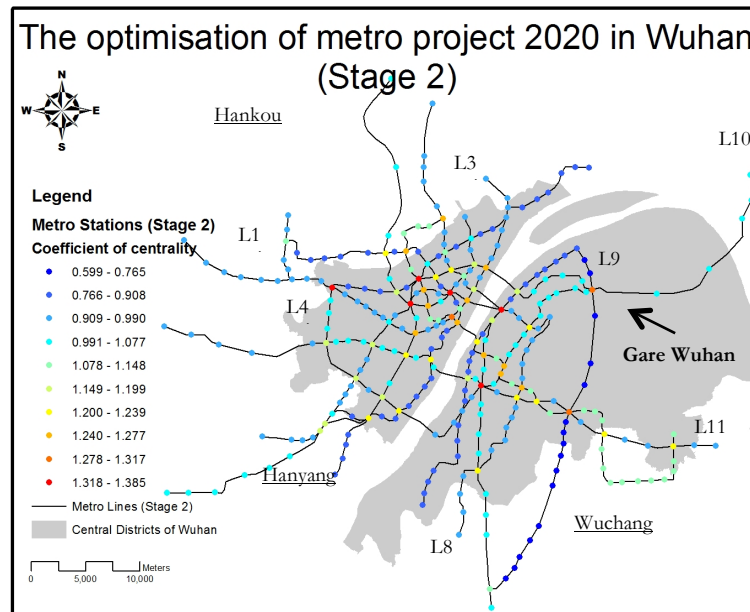 The optimisation of metro project 2020 in Wuhan
(Stage 2)
N
W E
S
Hankou
L10
L3
Legend
Metro Stations (Stage 2)
Coefficient of centrality
L1
L9
0.599 - 0.765
0.766 - 0.908
0.909 - 0.990
L4
0.991 - 1.077
Gare Wuhan
1.078 - 1.148
1.149 - 1.199
1.200 - 1.239
1.240 - 1.277
L11
1.278 - 1.317
1.318 - 1.385
Hanyang
Metro Lines (Stage 2)
Central Districts of Wuhan
Wuchang
L8
Meters
0 5,000 10,000